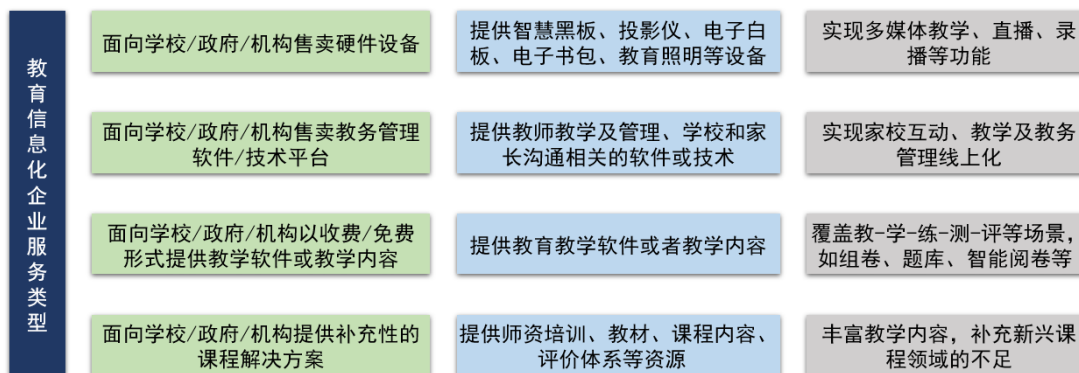 教育信息化企业服务类型
面向学校/政府/机构售卖硬件设备
提供智慧黑板、投影仪、电子白
板、电子书包、教育照明等设备
实现多媒体教学、直播、录
播等功能
面向学校/政府/机构售卖教务管理
软件/技术平台
提供教师教学及管理、学校和家
长沟通相关的软件或技术
实现家校互动、教学及教务
管理线上化
面向学校/政府/机构以收费/免费
形式提供教学软件或教学内容
提供教育教学软件或者教学内容
覆盖教-学-练-测-评等场景，
如组卷、题库、智能阅卷等
面向学校/政府/机构提供补充性的
课程解决方案
提供师资培训、教材、课程内容、
评价体系等资源
丰富教学内容，补充新兴课
程领域的不足